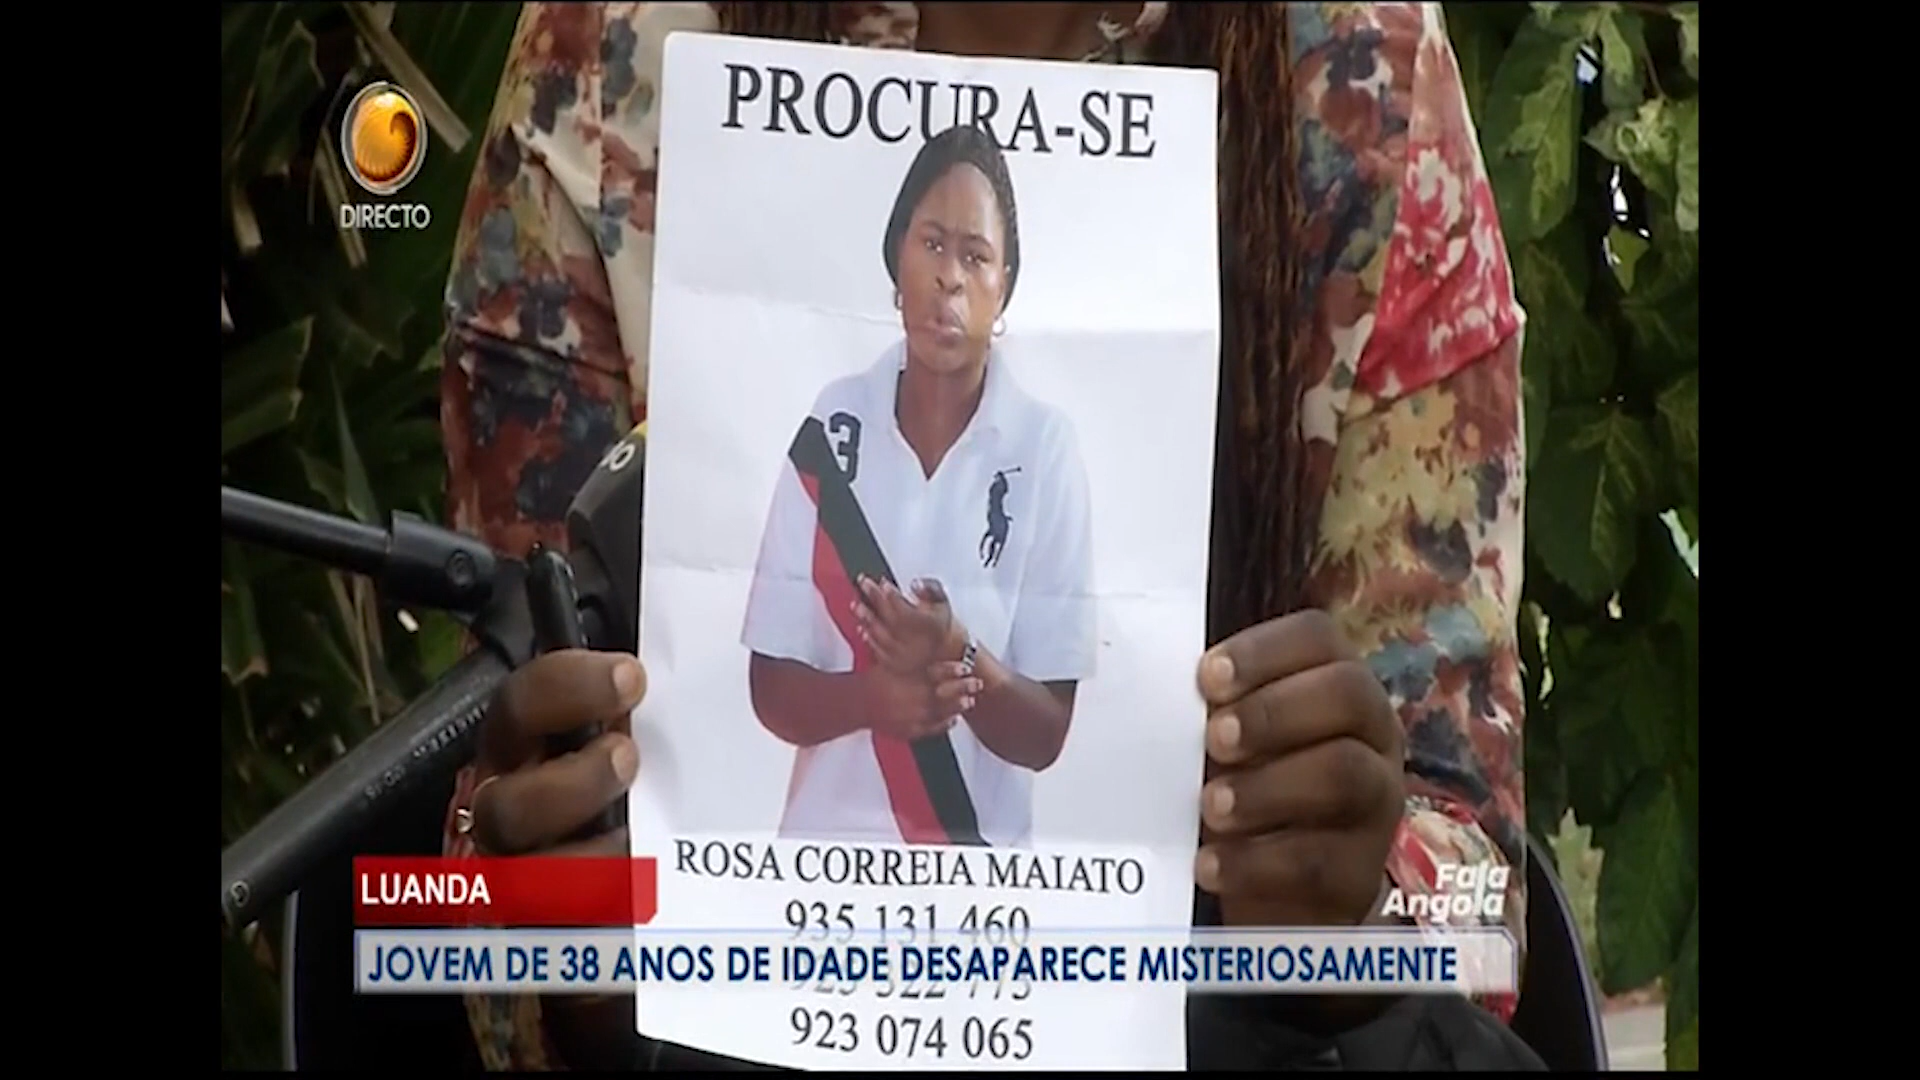 PROCURA-SE
DIRECTO
3
ROSA CORREIA MAIATO
LUANDA
Fala
Angola
935 131 460
JOVEM DE 38 ANOS DE IDADE DESAPARECE MISTERIOSAMENTE
923 074 065